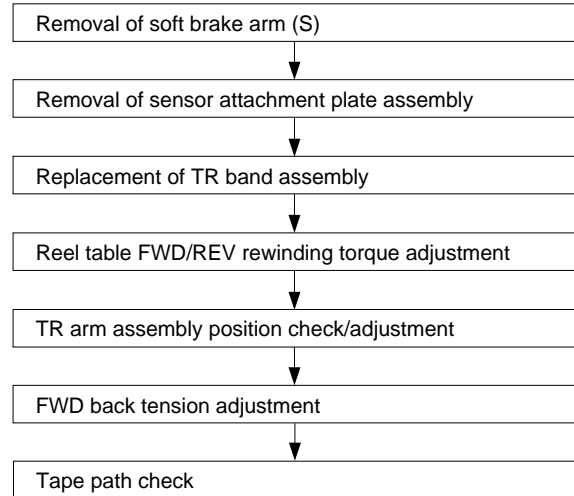 Removal of soft brake arm (S)
Removal of sensor attachment plate assembly
Replacement of TR band assembly
Reel table FWD/REV rewinding torque adjustment
TR arm assembly position check/adjustment
FWD back tension adjustment
Tape path check